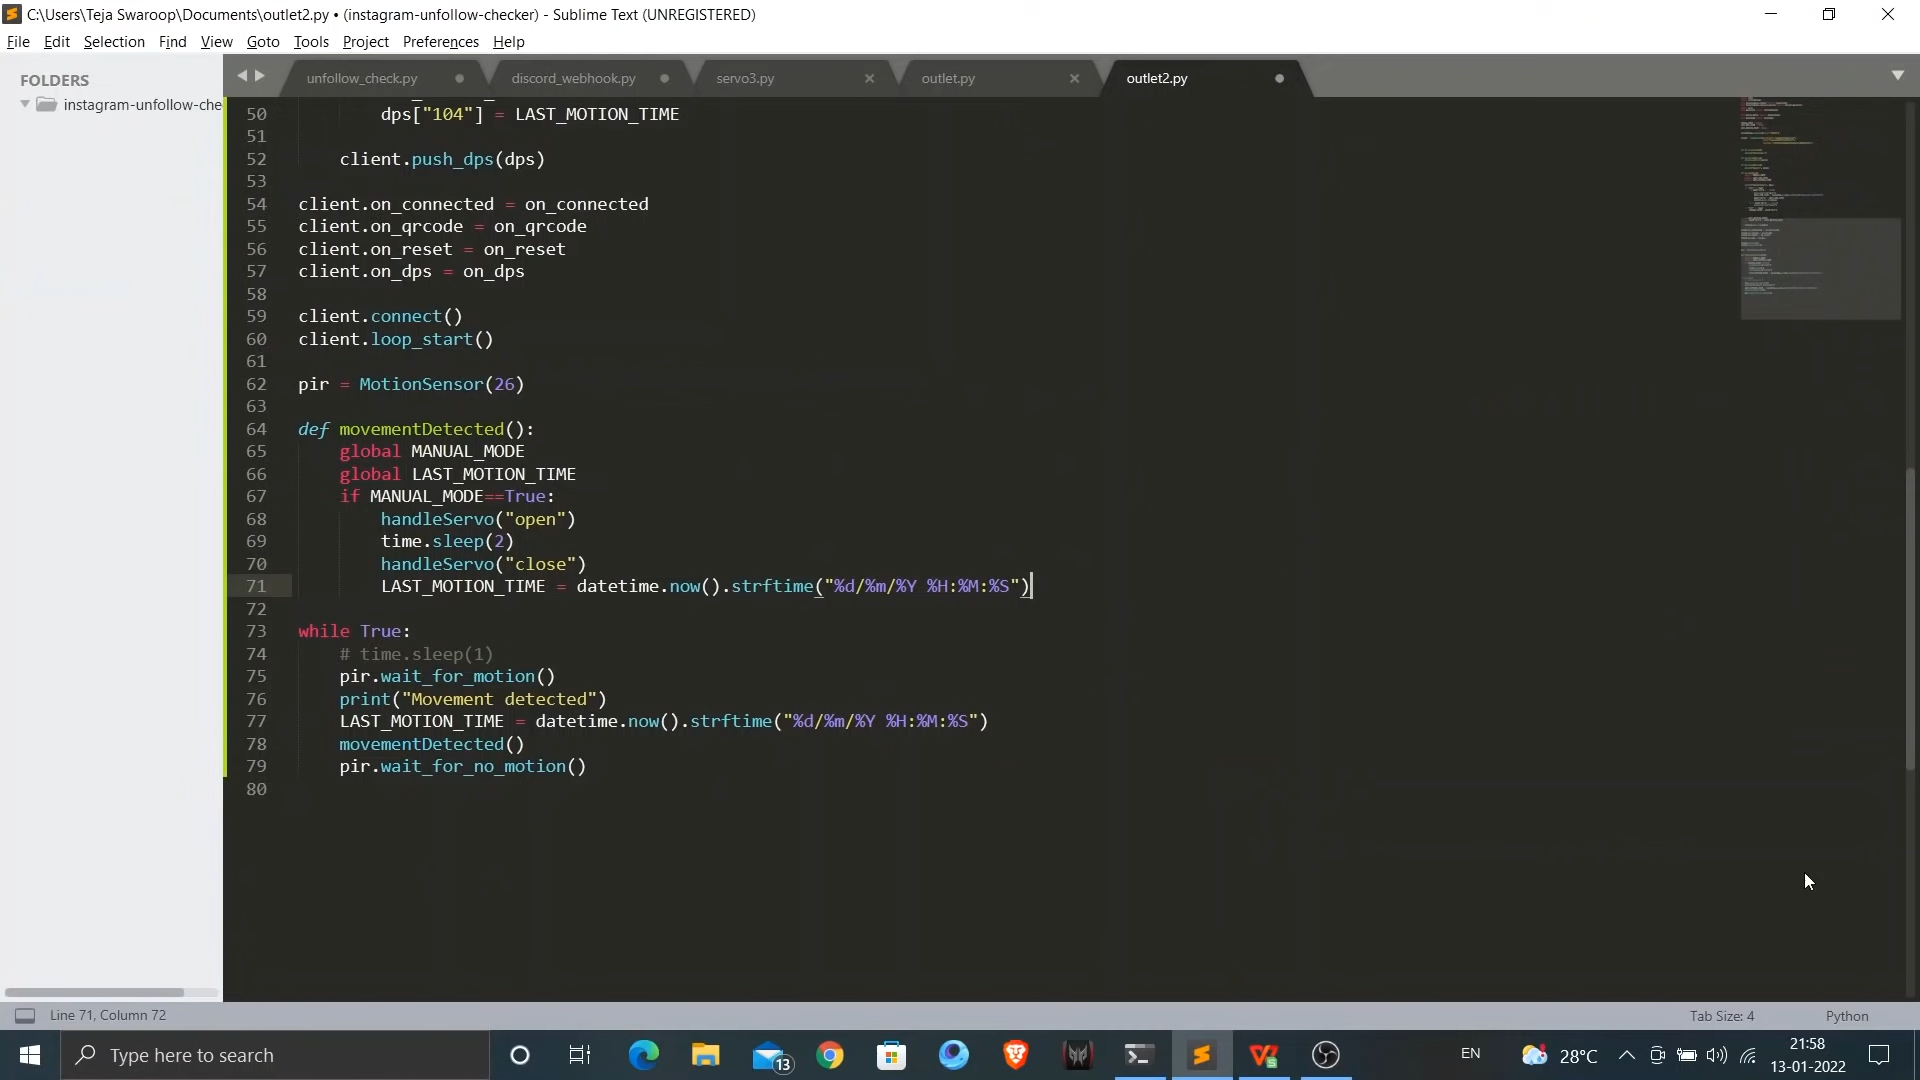 C:\Users\Teja Swaroop\Documents\outlet2.py • (instagram-unfollow-checker) - Sublime Text (UNREGISTERED)
File Edit Selection Find View Goto Tools Project Preferences Help
FOLDERS
instagram-unfollow-che
unfollow_check.py discord_webhook.py servo3.py outlet.py outlet2.py
50 dps["104"] = LAST_MOTION_TIME
51
52 client.push_dps(dps)
53
54 client.on_connected = on_connected
55 client.on_qrcode = on_qrcode
56 client.on_reset = on_reset
57 client.on_dps = on_dps
58
59 client.connect()
60 client.loop_start()
61
62 pir = MotionSensor(26)
63
64 def movementDetected():
65 global MANUAL_MODE
66 global LAST_MOTION_TIME
67 if MANUAL_MODE==True:
68 handleServo("open")
69 time.sleep(2)
70 handleServo("close")
71 LAST_MOTION_TIME = datetime.now().strftime("%d/%m/%Y %H:%M:%S")
72
73 while True:
74 # time.sleep(1)
75 pir.wait_for_motion()
76 print("Movement detected")
77 LAST_MOTION_TIME = datetime.now().strftime("%d/%m/%Y %H:%M:%S")
78 movementDetected()
79 pir.wait_for_no_motion()
80
Line 71, Column 72
Tab Size: 4
Python
Type here to search
13
EN
28°C
21:58
13-01-2022